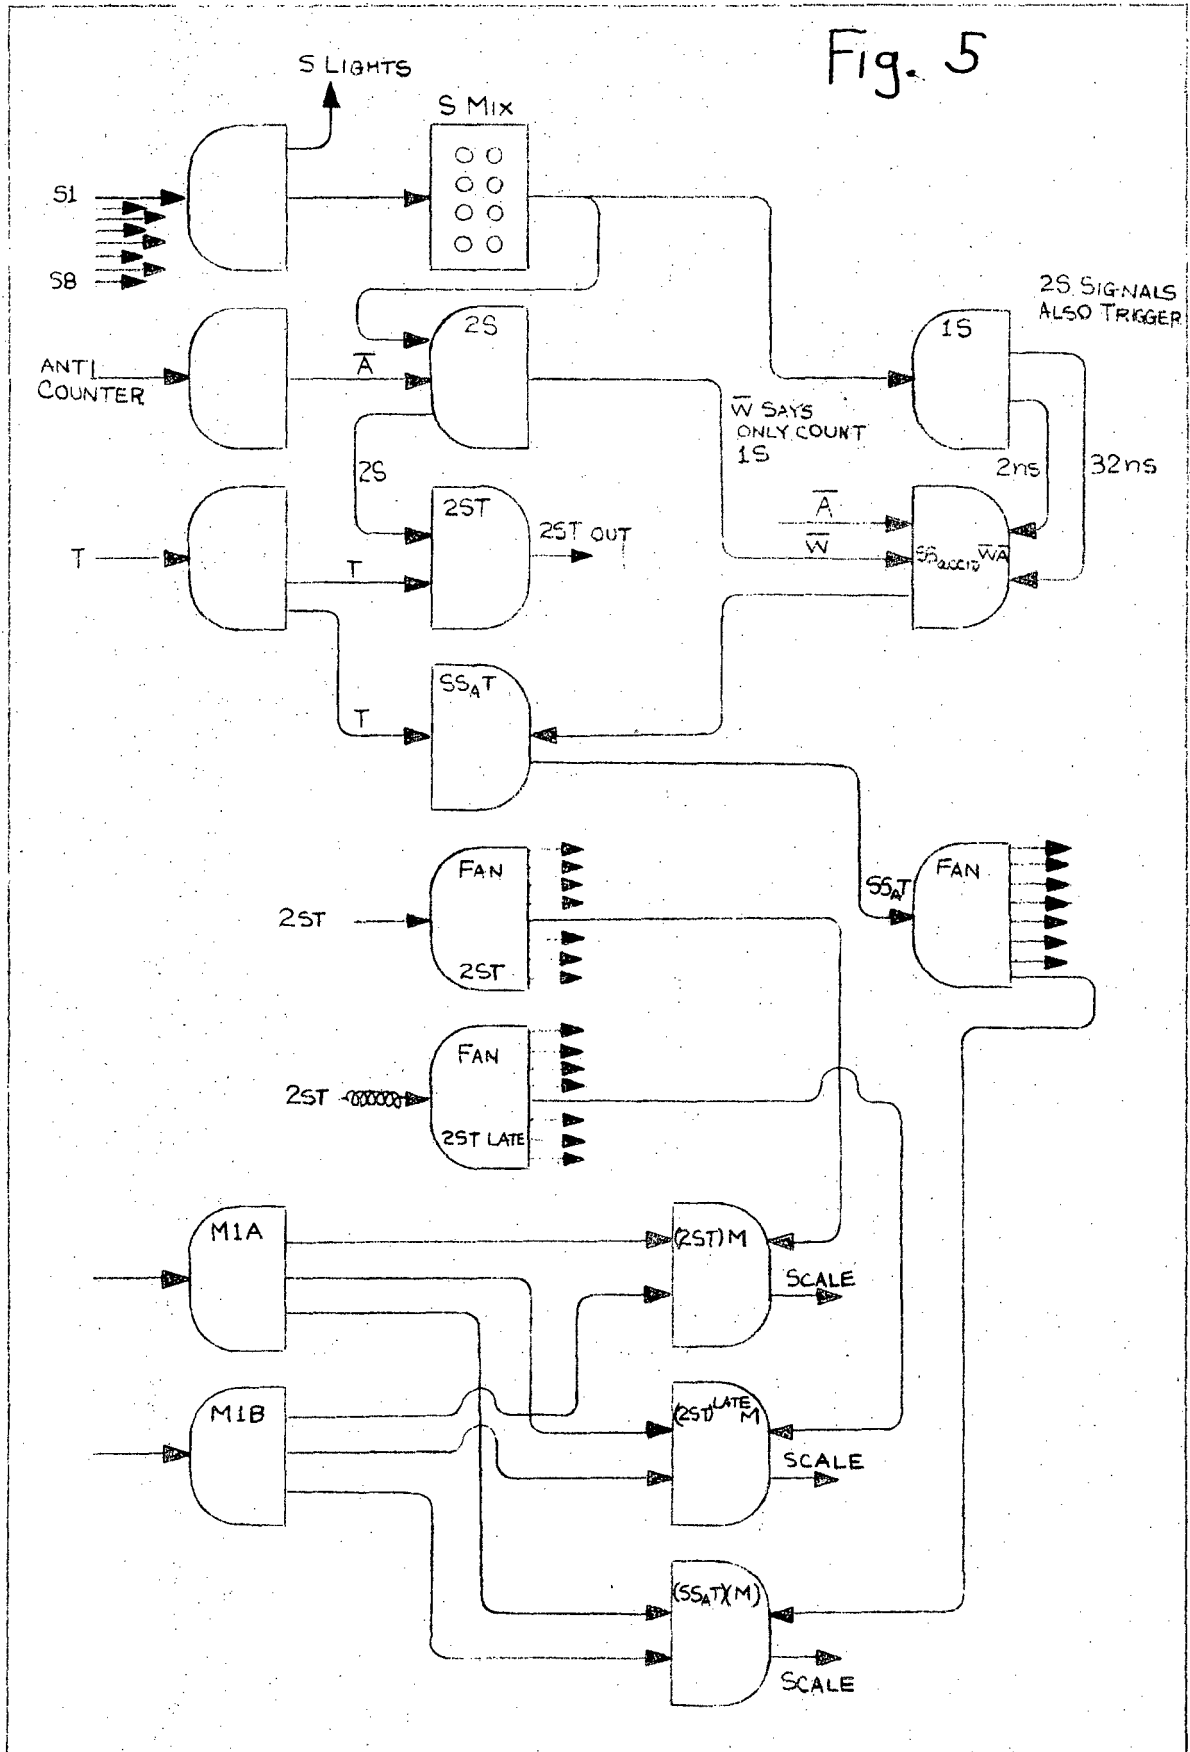 Fig. 5
S LIGHTS
S MIX
S1
S8
2S SIGNALS
ALSO TRIGGER
2S
1S
ANTI
COUNTER
A̅
W̅ SAYS
ONLY COUNT
1S
2ns
32ns
2S
2ST
2ST OUT
A̅
W̅
SSaccid W̅A̅
T
T
SSAT
T
FAN
2ST
2ST
SSAT
FAN
FAN
2ST
2ST LATE
M1A
(2ST)M
SCALE
M1B
(2ST)LATE M
SCALE
(SSAT)(M)
SCALE